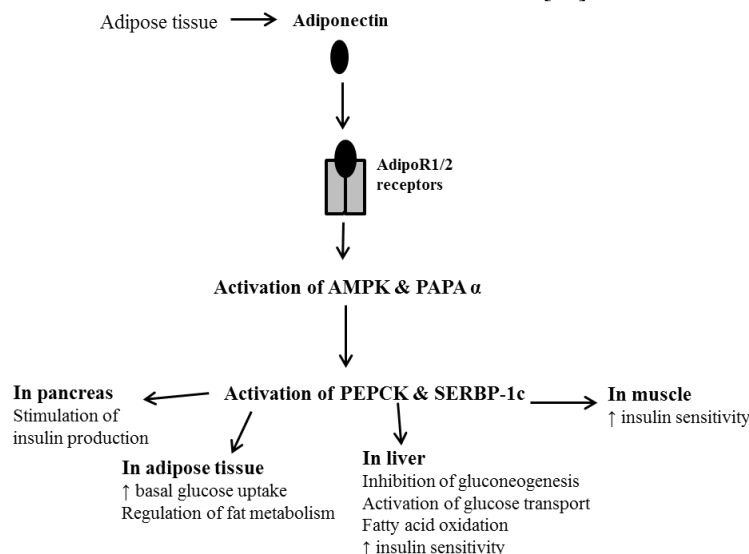 Adipose tissue
Adiponectin
AdipoR1/2
receptors
Activation of AMPK & PAPA α
Activation of PEPCK & SERBP-1c
In pancreas
Stimulation of
insulin production
In adipose tissue
↑ basal glucose uptake
Regulation of fat metabolism
In liver
Inhibition of gluconeogenesis
Activation of glucose transport
Fatty acid oxidation
↑ insulin sensitivity
In muscle
↑ insulin sensitivity